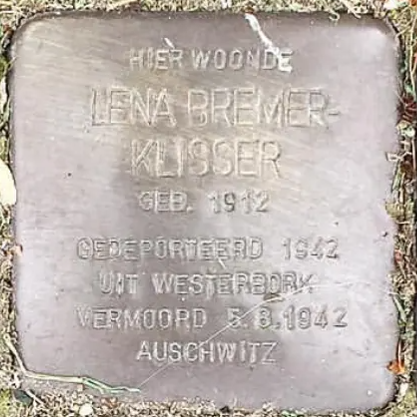 HIER WOONDE
LENA BREMER-
KLISSER
GEB. 1912
GEDEPORTEERD 1942
UIT WESTERBORK
VERMOORD 5.8.1942
AUSCHWITZ